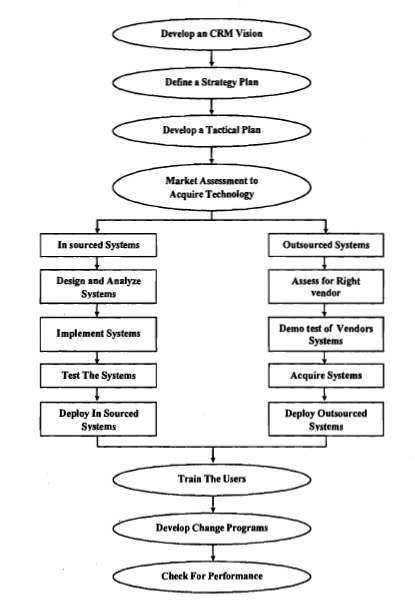 Develop an CRM Vision
Define a Strategy Plan
Develop a Tactical Plan
Market Assessment to
Acquire Technology
In sourced Systems
Design and Analyze
Systems
Implement Systems
Test The Systems
Deploy In Sourced
Systems
Outsourced Systems
Assess for Right
vendor
Demo test of Vendors
Systems
Acquire Systems
Deploy Outsourced
Systems
Train The Users
Develop Change Programs
Check For Performance